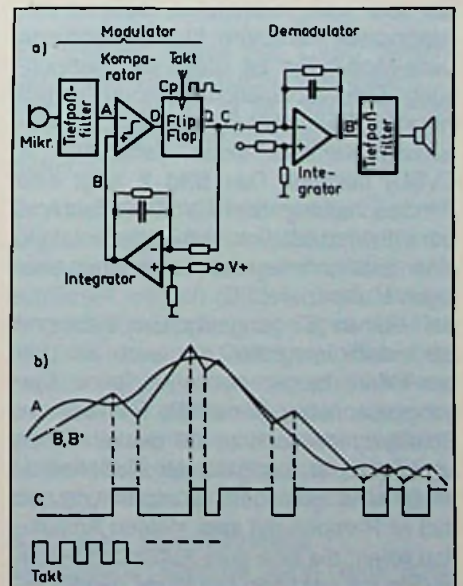 Modulator
Demodulator
a)
Kompa-
rator
Takt
Cp
Mikr.
Tiefpaß-
filter
A
D
Flip
Flop
Q
C
B'
Tiefpaß-
filter
B
Inte-
grator
Integrator
V+
b)
A
B,B'
C
Takt